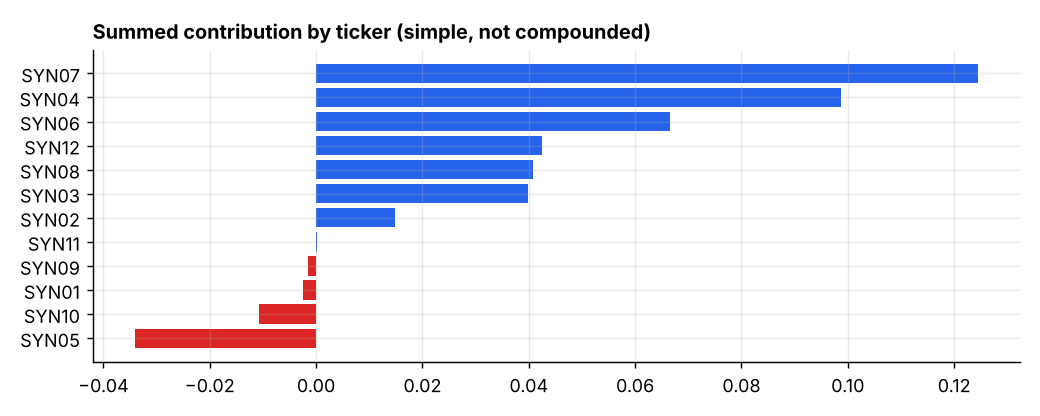 Summed contribution by ticker (simple, not compounded)
SYN07
SYN04
SYN06
SYN12
SYN08
SYN03
SYN02
SYN11
SYN09
SYN01
SYN10
SYN05
−0.04 −0.02 0.00 0.02 0.04 0.06 0.08 0.10 0.12